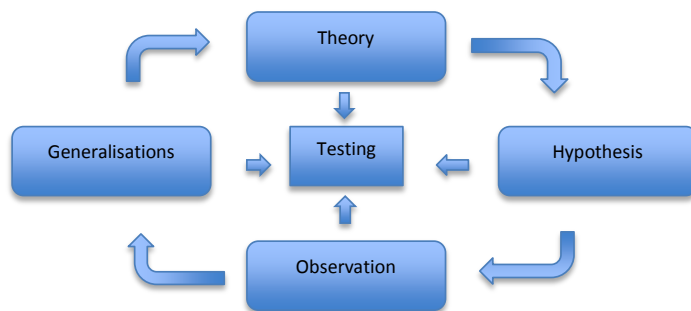 Theory
Generalisations
Testing
Hypothesis
Observation